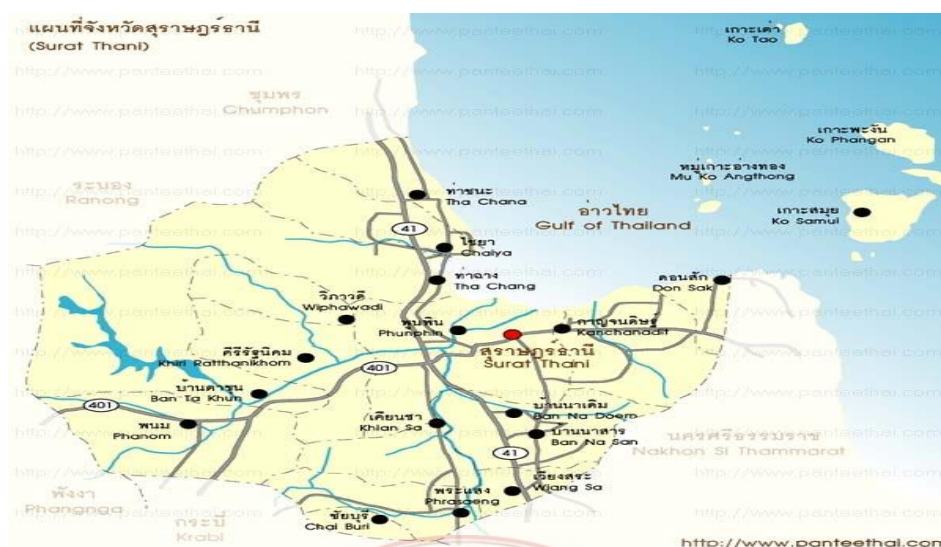 แผนที่จังหวัดสุราษฎร์ธานี
(Surat Thani)
เกาะเต่า
Ko Tao
ชุมพร
Chumphon
เกาะพะงัน
Ko Phangan
หมู่เกาะอ่างทอง
Mu Ko Angthong
ระนอง
Ranong
ท่าชนะ
Tha Chana
เกาะสมุย
Ko Samui
อ่าวไทย
Gulf of Thailand
41
ไชยา
Chaiya
ท่าฉาง
Tha Chang
ดอนสัก
Don Sak
วิภาวดี
Wiphawadi
พุนพิน
Phunphin
กาญจนดิษฐ์
Kanchanadit
สุราษฎร์ธานี
Surat Thani
คีรีรัฐนิคม
Khiri Ratthanikhom
401
บ้านตาขุน
Ban Ta Khun
401
พนม
Phanom
เคียนซา
Khian Sa
บ้านนาเดิม
Ban Na Doem
บ้านนาสาร
Ban Na San
นครศรีธรรมราช
Nakhon Si Thammarat
41
เวียงสระ
Wiang Sa
พระแสง
Phrasaeng
พังงา
Phangnga
ชัยบุรี
Chai Buri
กระบี่
Krabi
http://www.panteethai.com